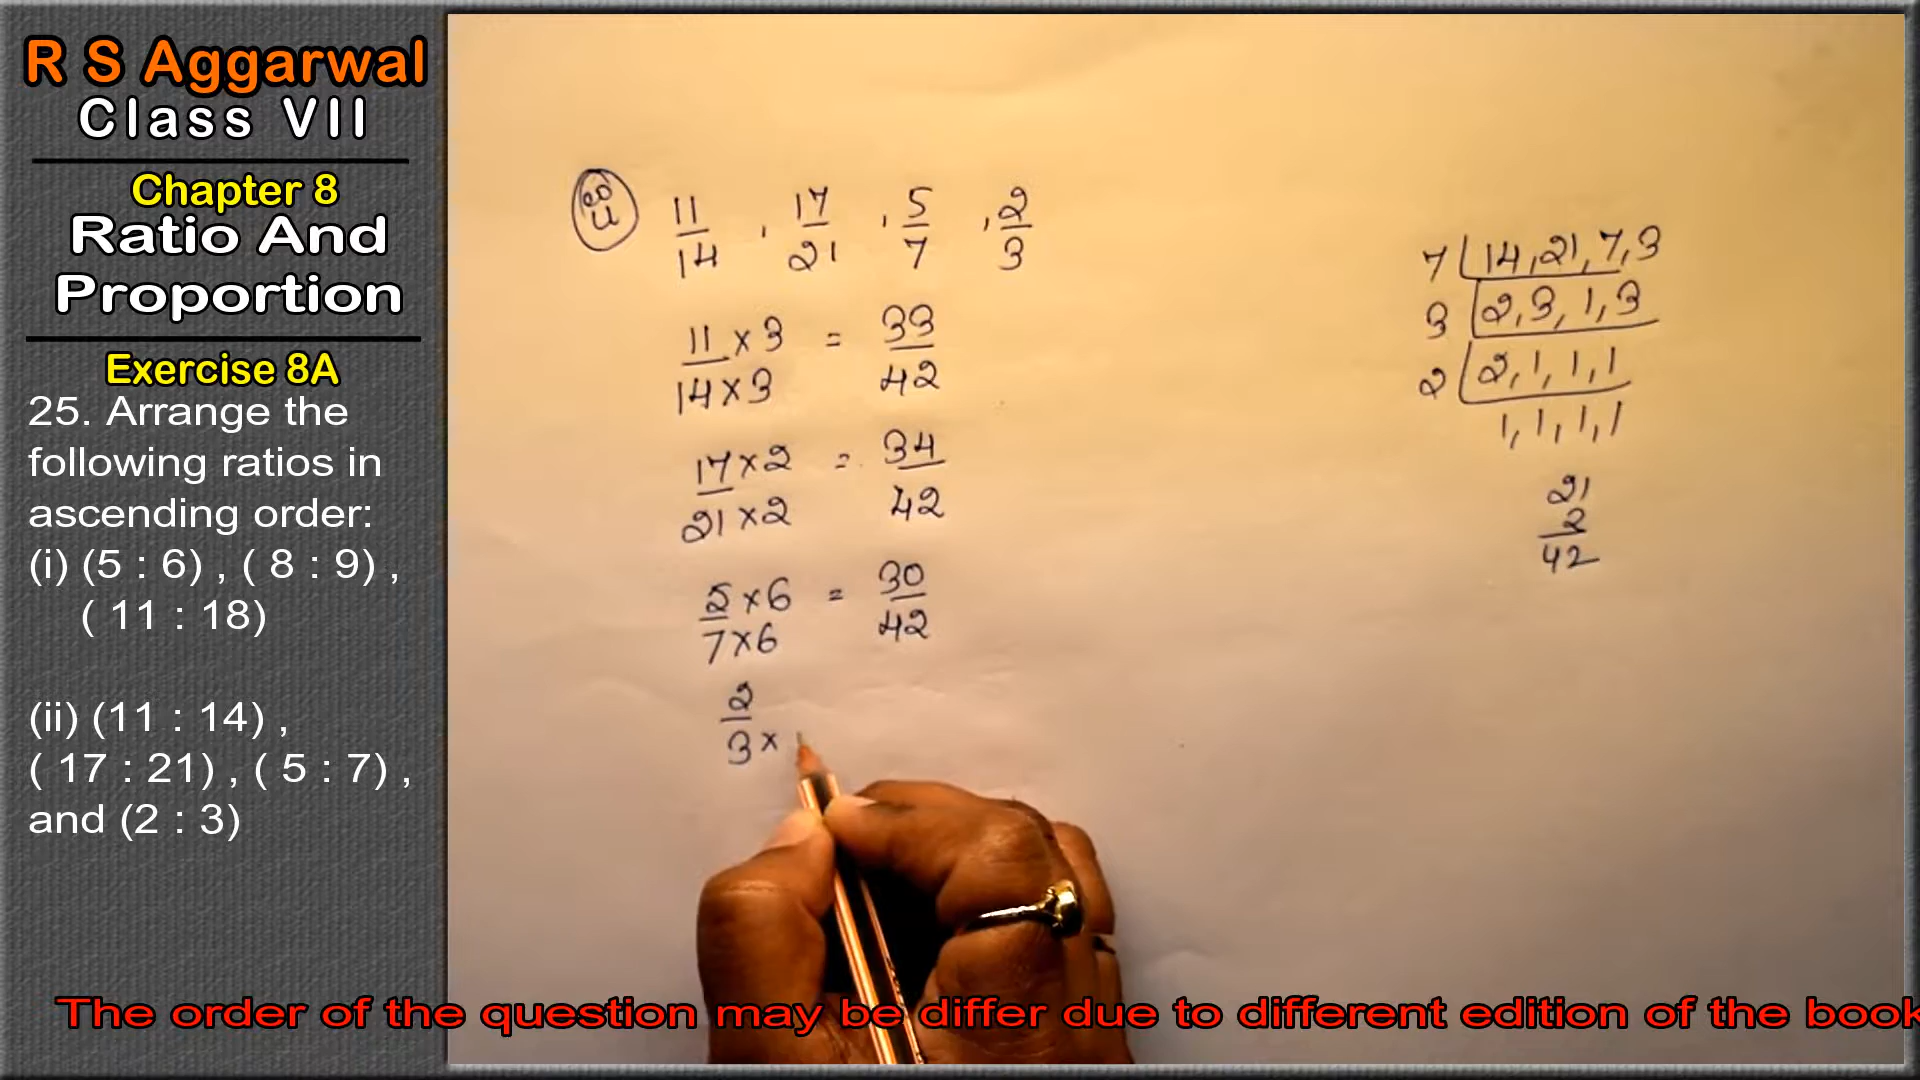 R S Aggarwal
Class VII
Chapter 8
Ratio And
Proportion
Exercise 8A
25. Arrange the
following ratios in
ascending order:
(i) (5 : 6) , ( 8 : 9) ,
( 11 : 18)
(ii) (11 : 14) ,
( 17 : 21) , ( 5 : 7) ,
and (2 : 3)
11/14 , 17/21 , 5/7 , 2/3
11×3/14×3 = 33/42
17×2/21×2 = 34/42
5×6/7×6 = 30/42
2/3×
7 | 14, 21, 7, 3
3 | 2, 3, 1, 3
2 | 2, 1, 1, 1
1, 1, 1, 1
21
2
42
The order of the question may be differ due to different edition of the book